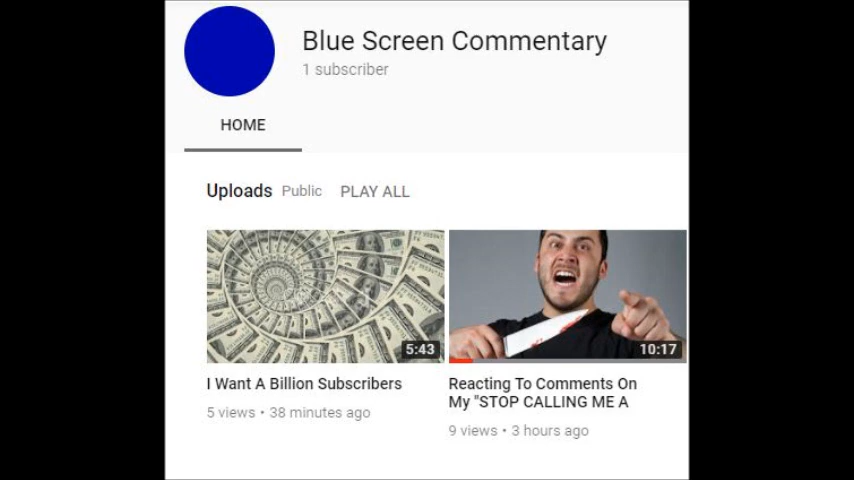 Blue Screen Commentary
1 subscriber
HOME
Uploads Public PLAY ALL
5:43
10:17
I Want A Billion Subscribers
5 views • 38 minutes ago
Reacting To Comments On
My "STOP CALLING ME A
9 views • 3 hours ago